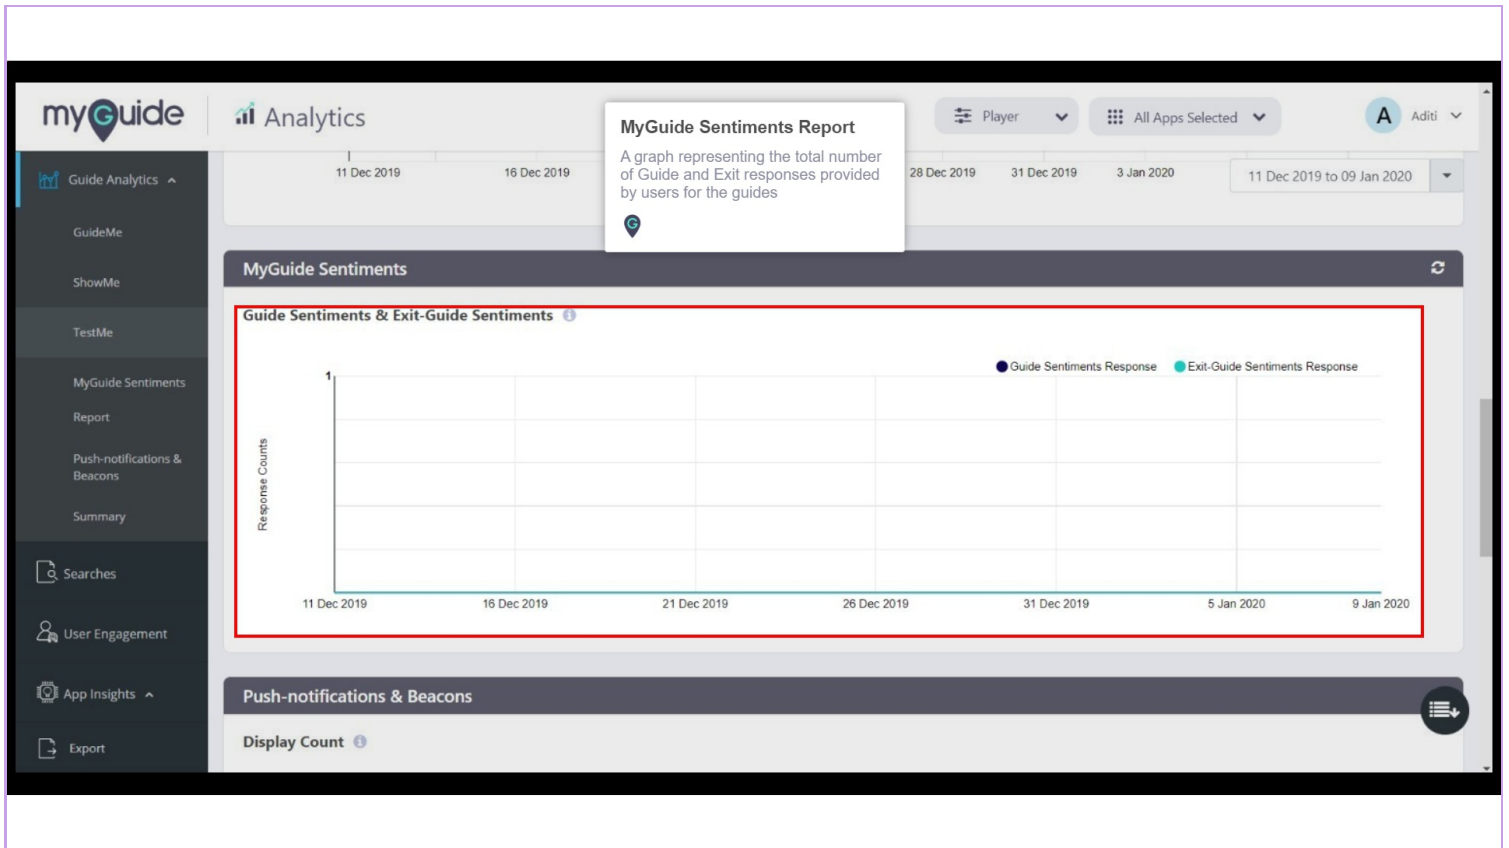 myGuide
Analytics
MyGuide Sentiments Report
A graph representing the total number
of Guide and Exit responses provided
by users for the guides
Player
All Apps Selected
A
Aditi
Guide Analytics
GuideMe
ShowMe
TestMe
MyGuide Sentiments
Report
Push-notifications &
Beacons
Summary
Searches
User Engagement
App Insights
Export
11 Dec 2019
16 Dec 2019
28 Dec 2019
31 Dec 2019
3 Jan 2020
11 Dec 2019 to 09 Jan 2020
MyGuide Sentiments
Guide Sentiments & Exit-Guide Sentiments
Guide Sentiments Response
Exit-Guide Sentiments Response
1
Response Counts
11 Dec 2019
16 Dec 2019
21 Dec 2019
26 Dec 2019
31 Dec 2019
5 Jan 2020
9 Jan 2020
Push-notifications & Beacons
Display Count